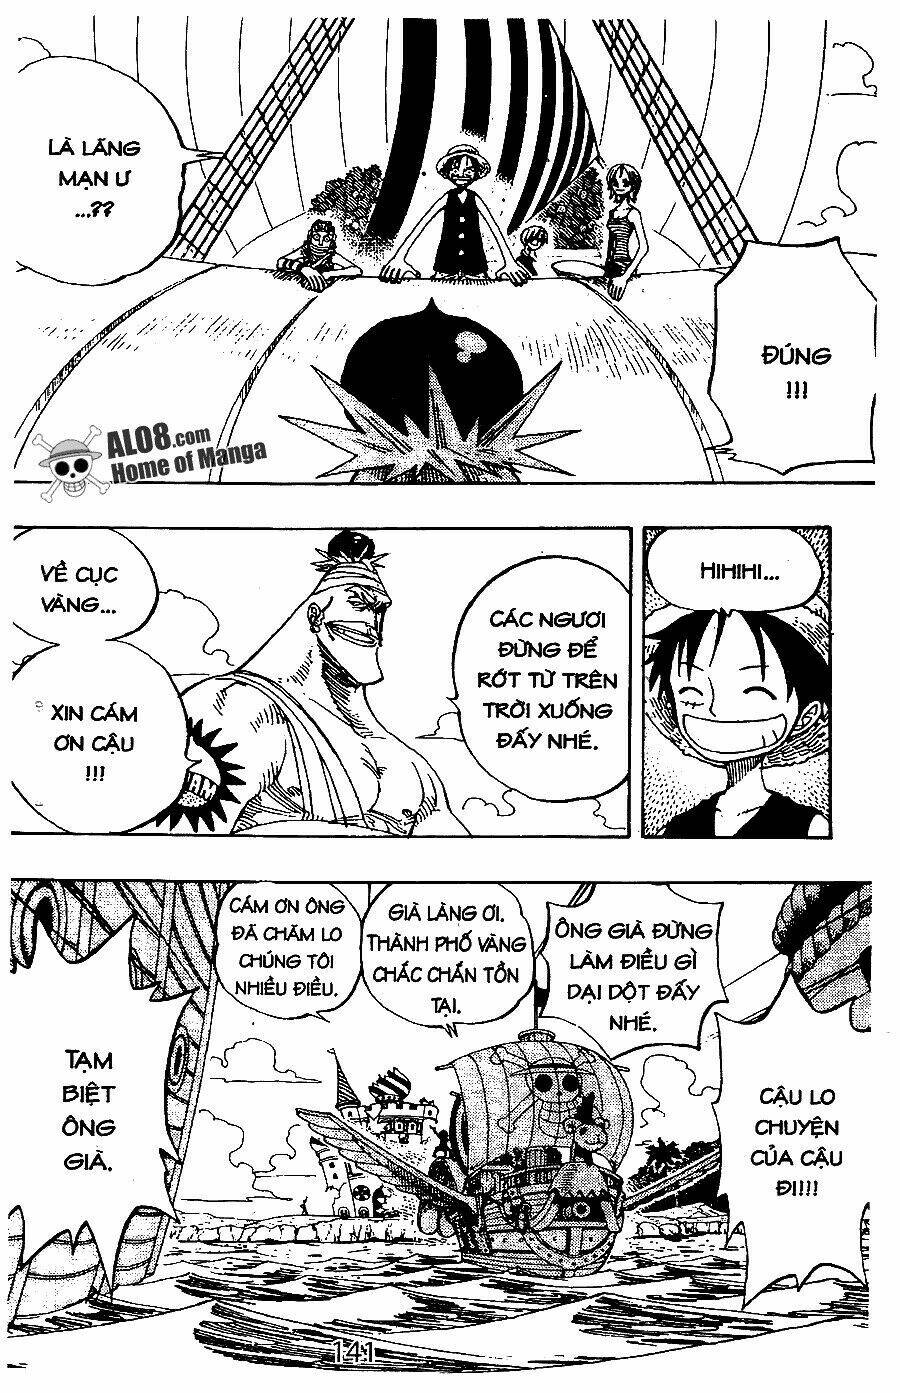 LÀ LÃNG
MẠN Ư
...??
ĐÚNG
!!!
AL08.com
Home of Manga
HIHIHI...
CÁC NGƯƠI
ĐỪNG ĐỂ
RỚT TỪ TRÊN
TRỜI XUỐNG
ĐẤY NHÉ.
VỀ CỤC
VÀNG...
XIN CÁM
ƠN CẬU
!!!
ÔNG GIÀ ĐỪNG
LÀM ĐIỀU GÌ
DẠI DỘT ĐẤY
NHÉ.
GIÀ LÀNG ƠI.
THÀNH PHỐ VÀNG
CHẮC CHẮN TỒN
TẠI.
CÁM ƠN ÔNG
ĐÃ CHĂM LO
CHÚNG TÔI
NHIỀU ĐIỀU.
CẬU LO
CHUYỆN
CỦA CẬU
ĐI!!!!
TẠM
BIỆT
ÔNG
GIÀ.
141